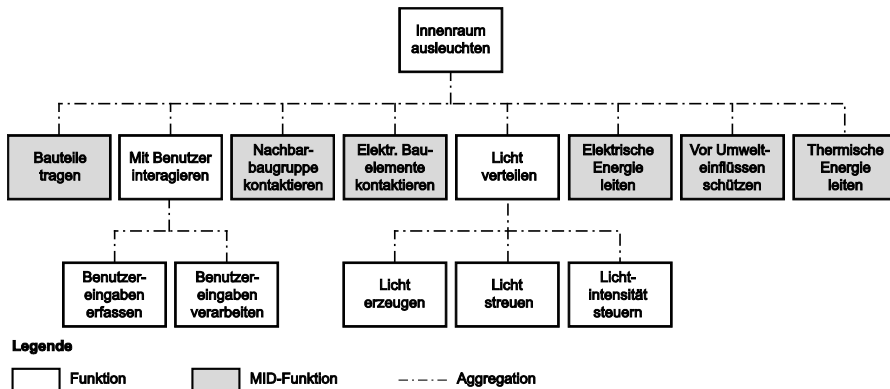 Innenraum
ausleuchten
Bauteile
tragen
Mit Benutzer
interagieren
Nachbar-
baugruppe
kontaktieren
Elektr. Bau-
elemente
kontaktieren
Licht
verteilen
Elektrische
Energie
leiten
Vor Umwelt-
einflüssen
schützen
Thermische
Energie
leiten
Benutzer-
eingaben
erfassen
Benutzer-
eingaben
verarbeiten
Licht
erzeugen
Licht
streuen
Licht-
intensität
steuern
Legende
Funktion
MID-Funktion
Aggregation